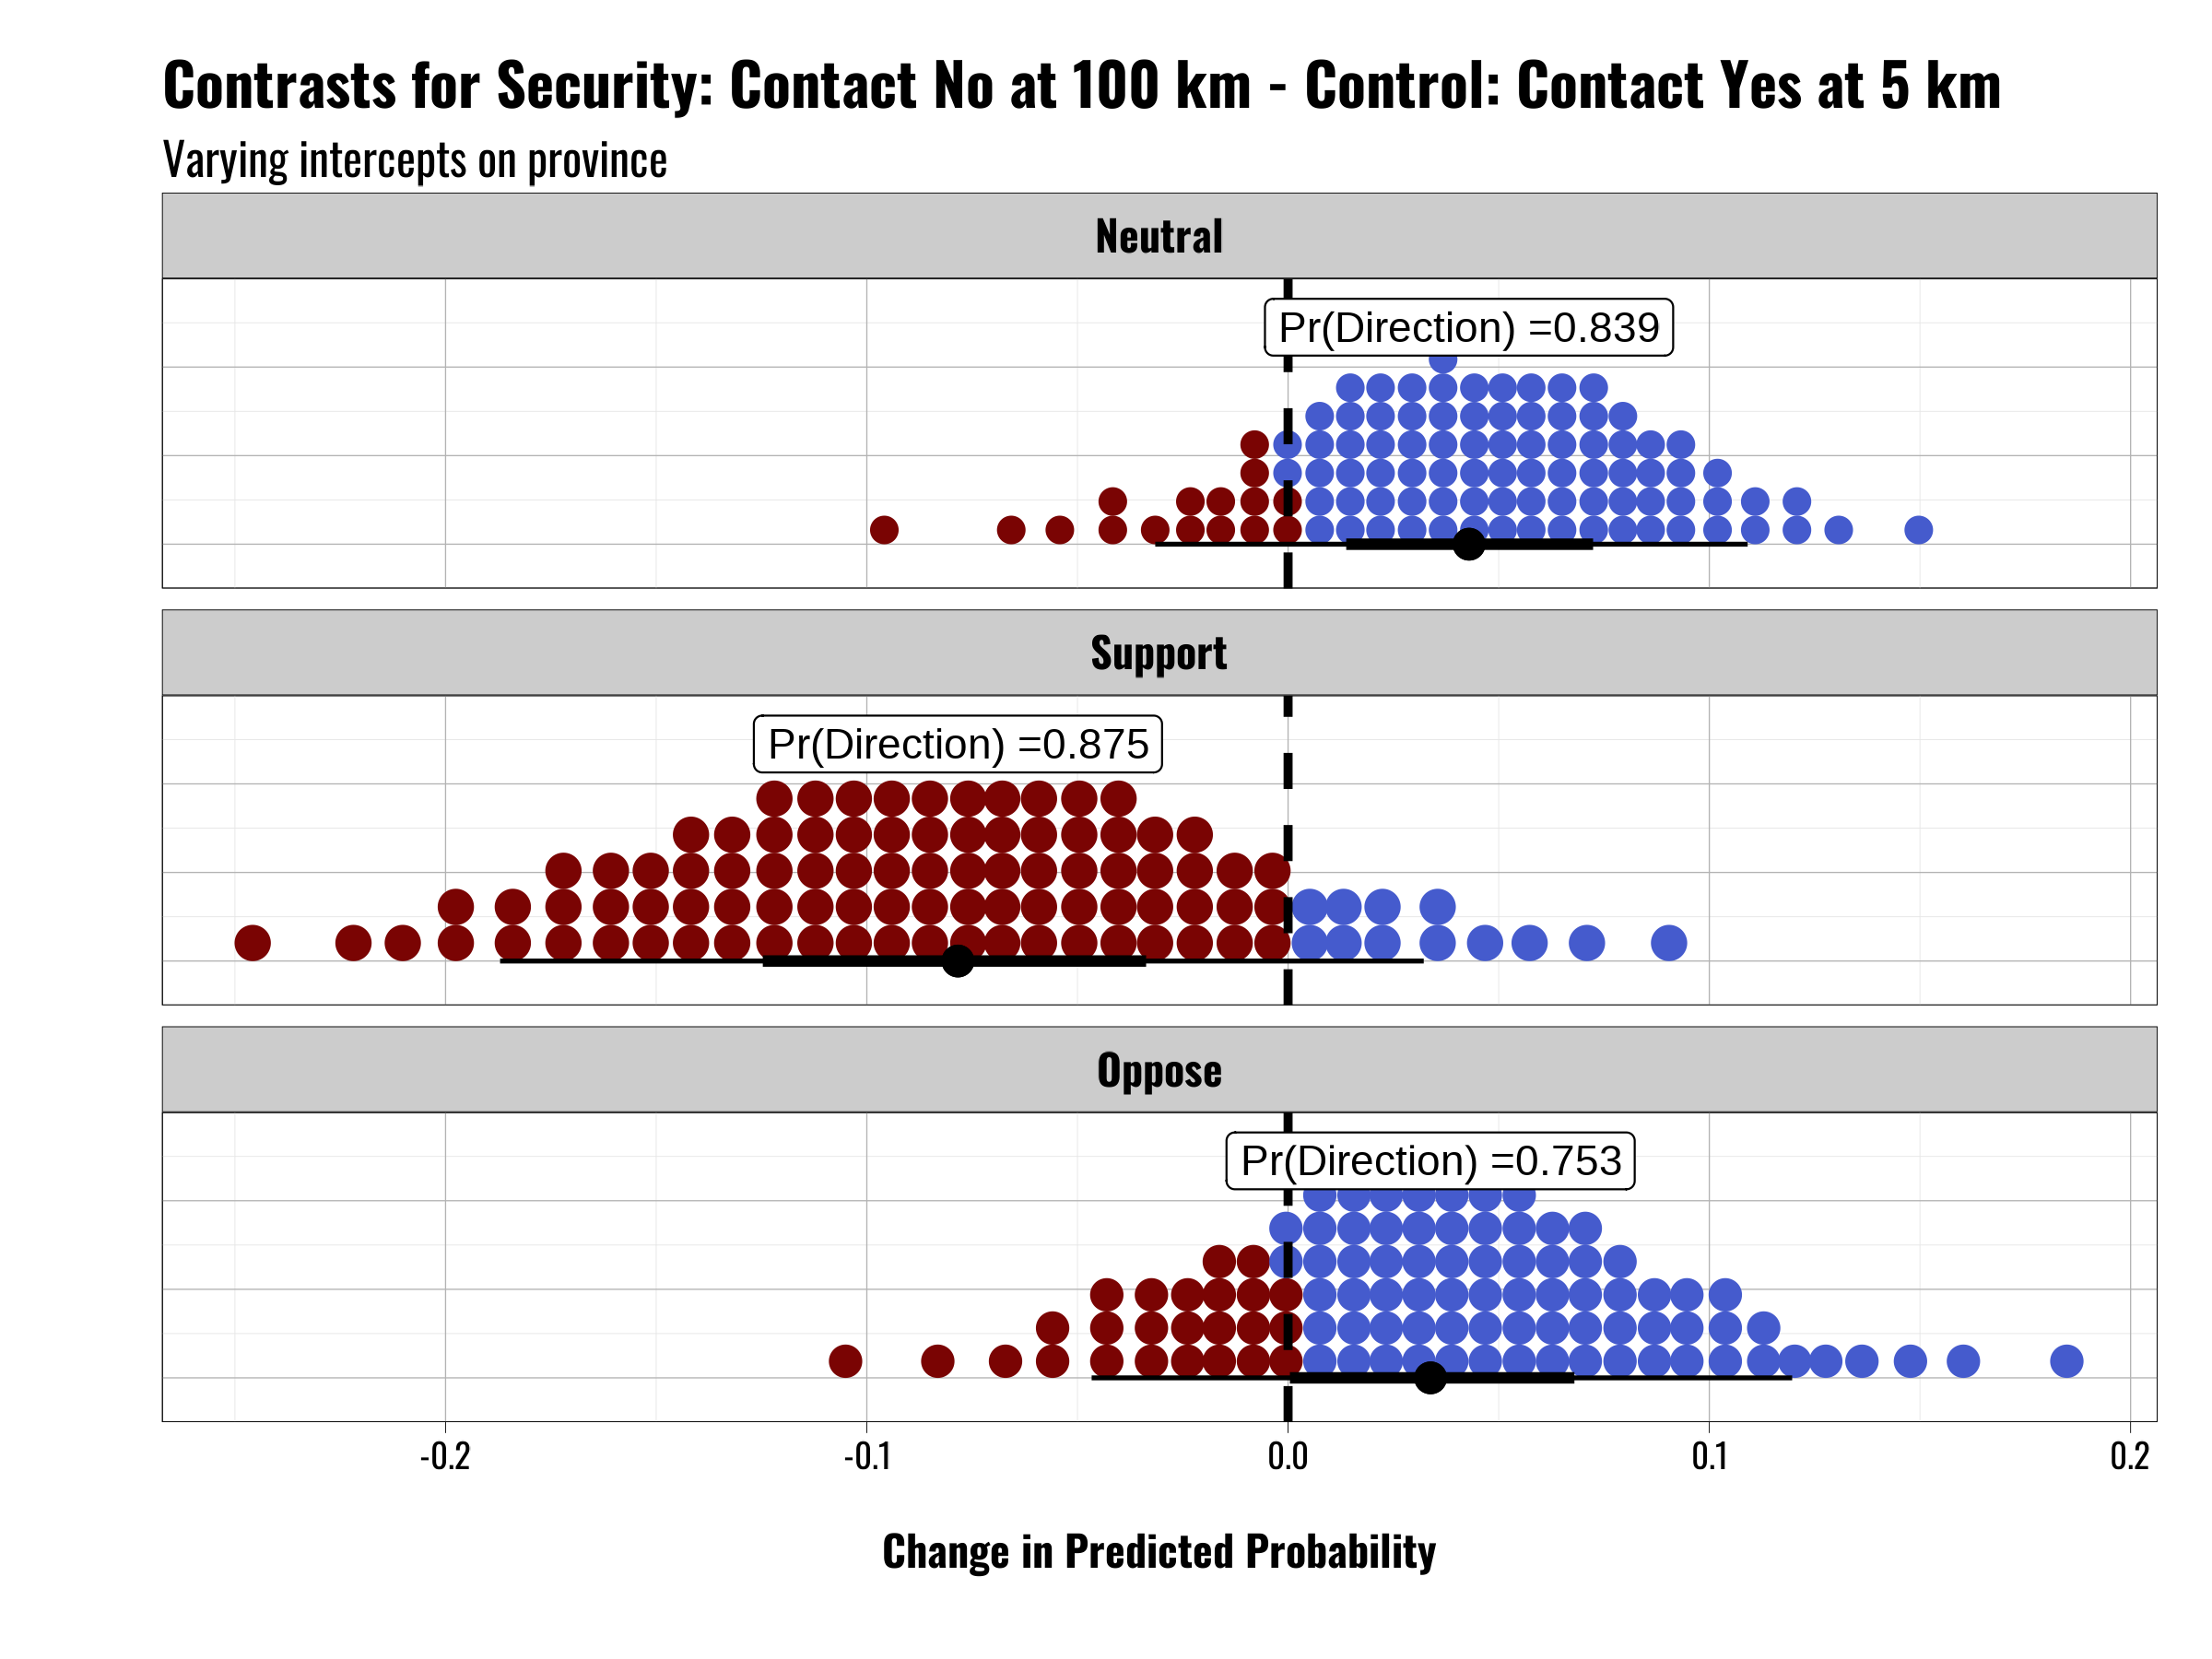 Contrasts for Security: Contact No at 100 km - Control: Contact Yes at 5 km
Varying intercepts on province
Neutral
Pr(Direction) =0.839
Support
Pr(Direction) =0.875
Oppose
Pr(Direction) =0.753
-0.2 -0.1 0.0 0.1 0.2
Change in Predicted Probability